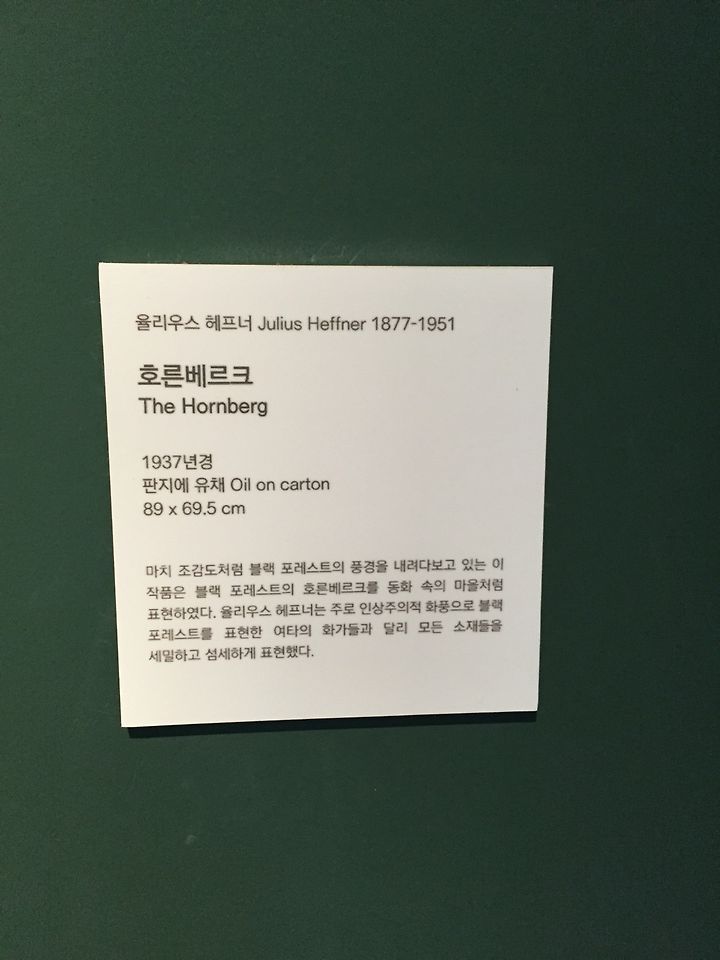 율리우스 헤프너 Julius Heffner 1877-1951
호른베르크
The Hornberg
1937년경
판지에 유채 Oil on carton
89 x 69.5 cm
마치 조감도처럼 블랙 포레스트의 풍경을 내려다보고 있는 이
작품은 블랙 포레스트의 호른베르크를 동화 속의 마을처럼
표현하였다. 율리우스 헤프너는 주로 인상주의적 화풍으로 블랙
포레스트를 표현한 여타의 화가들과 달리 모든 소재들을
세밀하고 섬세하게 표현했다.